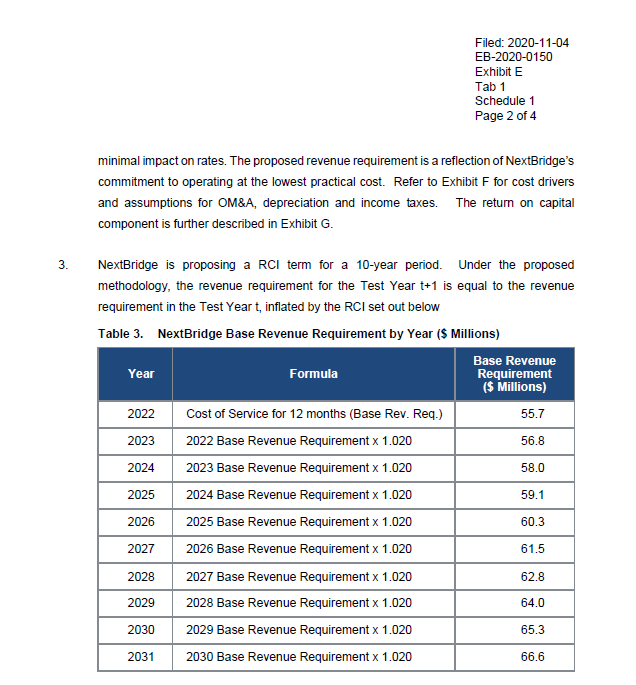 Filed: 2020-11-04
EB-2020-0150
Exhibit E
Tab 1
Schedule 1
Page 2 of 4
minimal impact on rates. The proposed revenue requirement is a reflection of NextBridge's
commitment to operating at the lowest practical cost. Refer to Exhibit F for cost drivers
and assumptions for OM&A, depreciation and income taxes. The return on capital
component is further described in Exhibit G.
3. NextBridge is proposing a RCI term for a 10-year period. Under the proposed
methodology, the revenue requirement for the Test Year t+1 is equal to the revenue
requirement in the Test Year t, inflated by the RCI set out below
Table 3. NextBridge Base Revenue Requirement by Year ($ Millions)
Year Formula Base Revenue
Requirement
($ Millions)
2022 Cost of Service for 12 months (Base Rev. Req.) 55.7
2023 2022 Base Revenue Requirement x 1.020 56.8
2024 2023 Base Revenue Requirement x 1.020 58.0
2025 2024 Base Revenue Requirement x 1.020 59.1
2026 2025 Base Revenue Requirement x 1.020 60.3
2027 2026 Base Revenue Requirement x 1.020 61.5
2028 2027 Base Revenue Requirement x 1.020 62.8
2029 2028 Base Revenue Requirement x 1.020 64.0
2030 2029 Base Revenue Requirement x 1.020 65.3
2031 2030 Base Revenue Requirement x 1.020 66.6